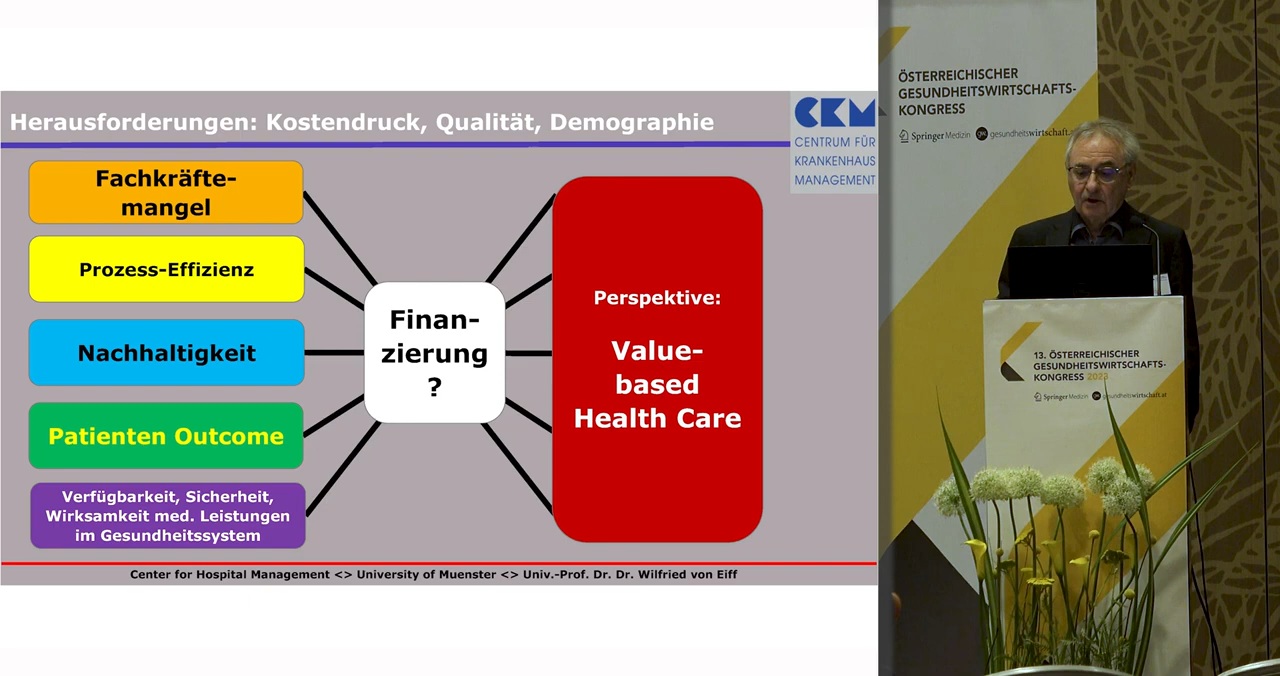 Herausforderungen: Kostendruck, Qualität, Demographie
CKM
CENTRUM FÜR
KRANKENHAUS
MANAGEMENT
Fachkräfte-
mangel
Prozess-Effizienz
Nachhaltigkeit
Patienten Outcome
Verfügbarkeit, Sicherheit,
Wirksamkeit med. Leistungen
im Gesundheitssystem
Finan-
zierung
?
Perspektive:
Value-
based
Health Care
Center for Hospital Management <> University of Muenster <> Univ.-Prof. Dr. Dr. Wilfried von Eiff
ÖSTERREICHISCHER
GESUNDHEITSWIRTSCHAFTS-
KONGRESS
Springer Medizin gesundheitswirtschaft.
13. ÖSTERREICHISCHER
GESUNDHEITSWIRTSCHAFTS-
KONGRESS 2023
Springer Medizin gesundheitswirtschaft.at